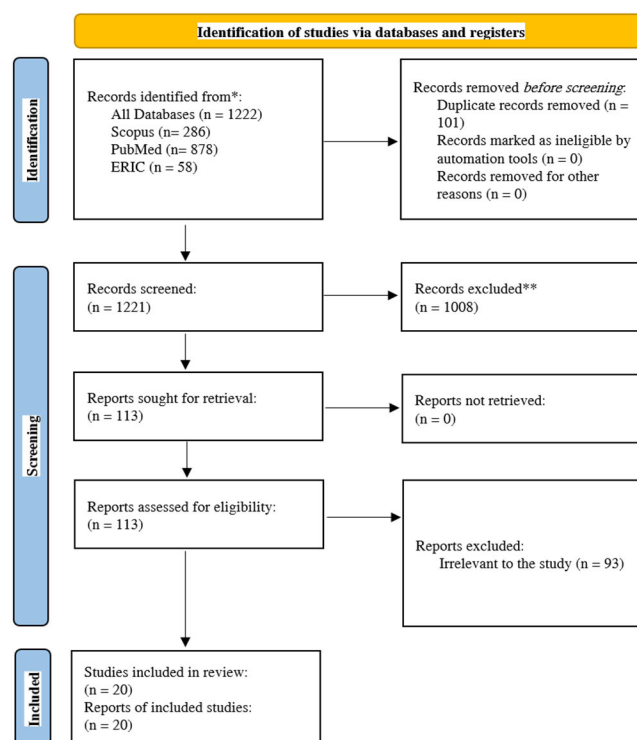 Identification of studies via databases and registers
Identification
Records identified from*:
All Databases (n = 1222)
Scopus (n= 286)
PubMed (n= 878)
ERIC (n = 58)
Records removed before screening:
Duplicate records removed (n =
101)
Records marked as ineligible by
automation tools (n = 0)
Records removed for other
reasons (n = 0)
Screening
Records screened:
(n = 1221)
Records excluded**
(n = 1008)
Reports sought for retrieval:
(n = 113)
Reports not retrieved:
(n = 0)
Reports assessed for eligibility:
(n = 113)
Reports excluded:
Irrelevant to the study (n = 93)
Included
Studies included in review:
(n = 20)
Reports of included studies:
(n = 20)